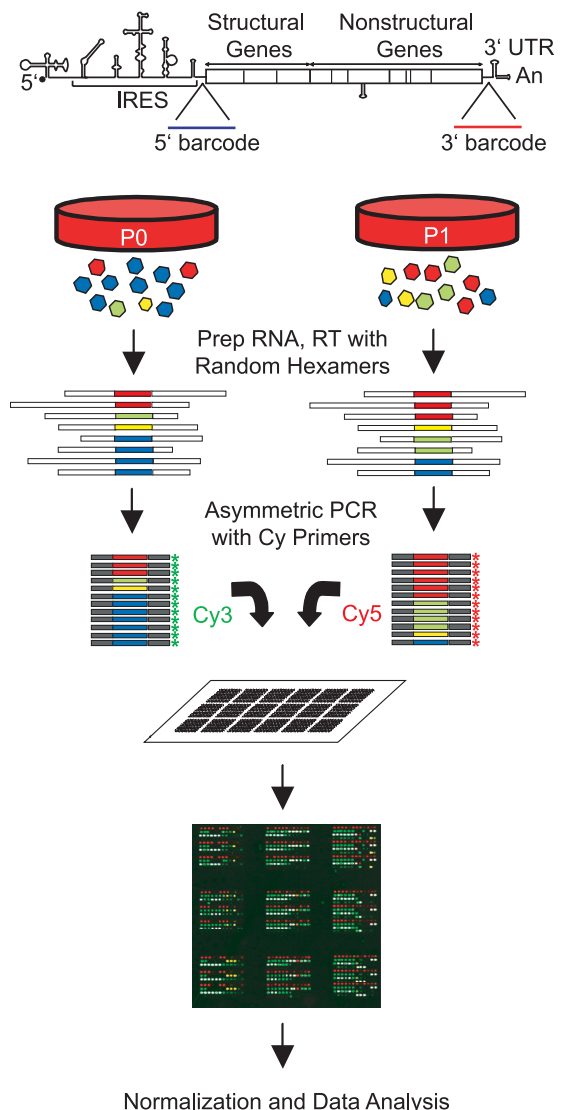 Structural Genes
Nonstructural Genes
3‘ UTR
5‘
IRES
An
5‘ barcode
3‘ barcode
P0
P1
Prep RNA, RT with
Random Hexamers
Asymmetric PCR
with Cy Primers
*
*
Cy3
Cy5
Normalization and Data Analysis